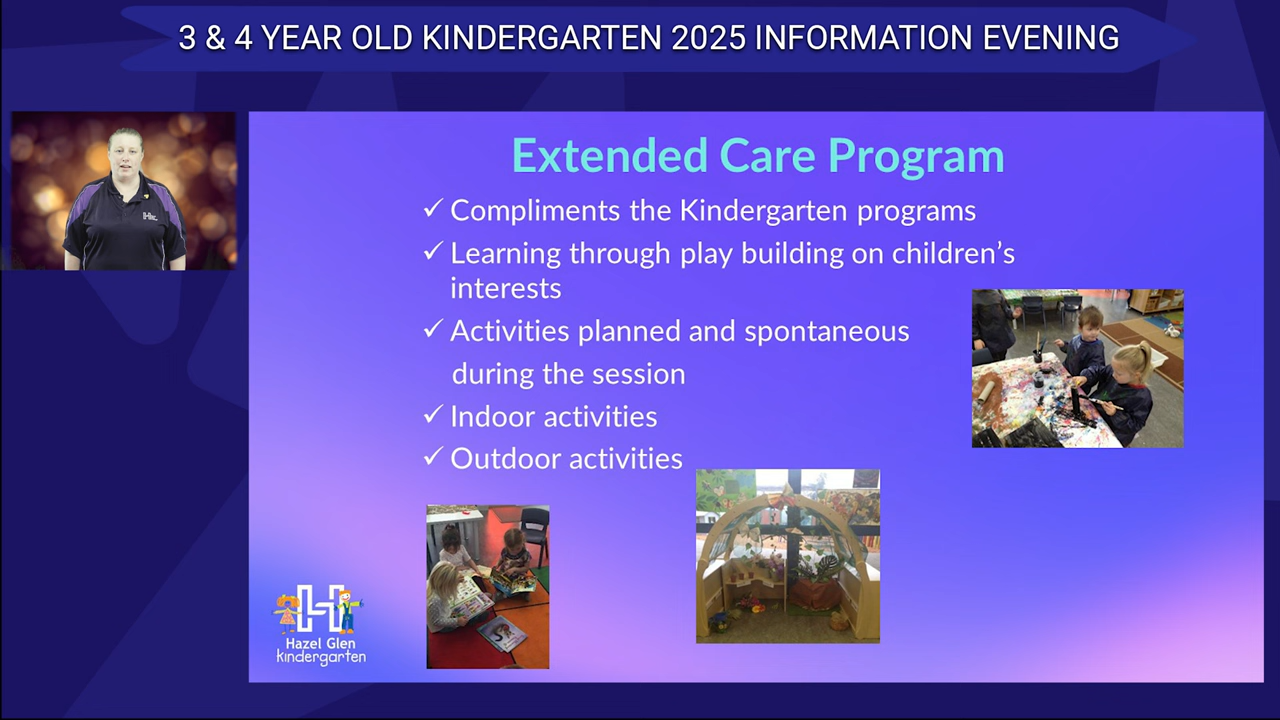 3 & 4 YEAR OLD KINDERGARTEN 2025 INFORMATION EVENING
Extended Care Program
✓ Compliments the Kindergarten programs
✓ Learning through play building on children’s
interests
✓ Activities planned and spontaneous
during the session
✓ Indoor activities
✓ Outdoor activities
H
Hazel Glen
kindergarten